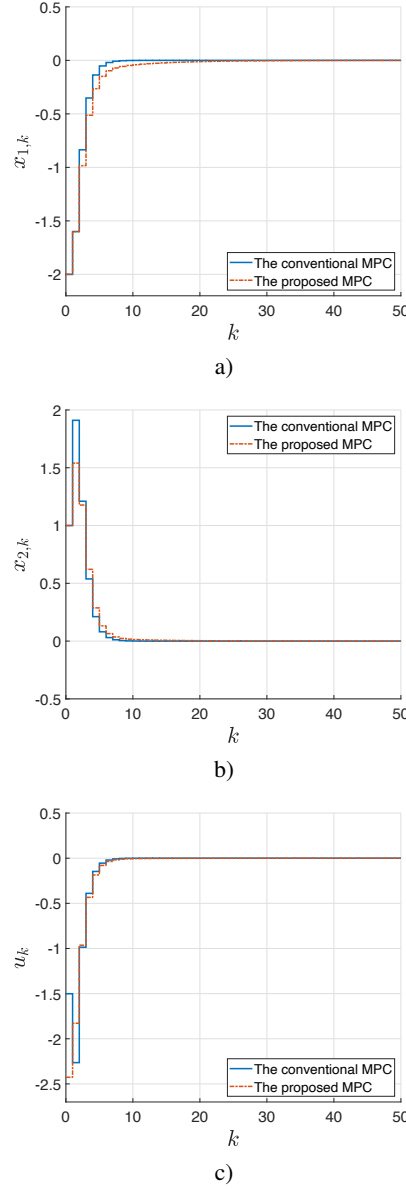 0.5
0
-0.5
-1
-1.5
-2
x_{1,k}
The conventional MPC
The proposed MPC
0 10 20 30 40 50
k
a)
2
1.5
1
0.5
0
-0.5
x_{2,k}
The conventional MPC
The proposed MPC
0 10 20 30 40 50
k
b)
0.5
0
-0.5
-1
-1.5
-2
-2.5
u_k
The conventional MPC
The proposed MPC
0 10 20 30 40 50
k
c)